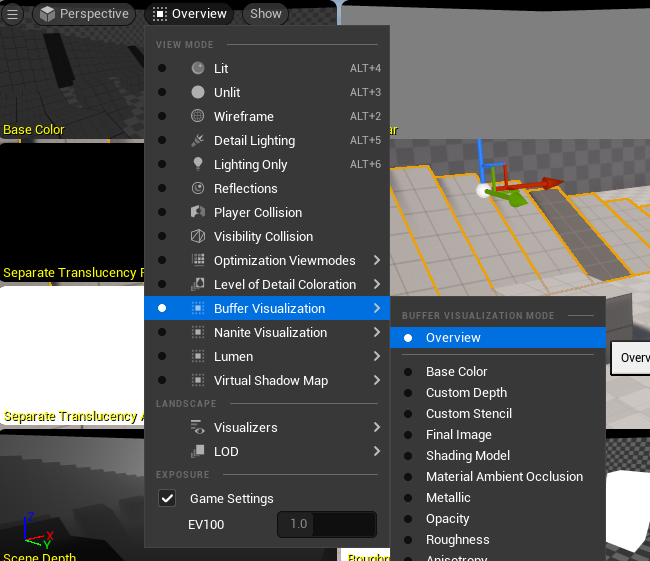 Perspective
Overview
Show
VIEW MODE
Lit ALT+4
Unlit ALT+3
Wireframe ALT+2
Detail Lighting ALT+5
Lighting Only ALT+6
Reflections
Player Collision
Visibility Collision
Optimization Viewmodes
Level of Detail Coloration
Buffer Visualization
Nanite Visualization
Lumen
Virtual Shadow Map
LANDSCAPE
Visualizers
LOD
EXPOSURE
Game Settings
EV100 1.0
BUFFER VISUALIZATION MODE
Overview
Base Color
Custom Depth
Custom Stencil
Final Image
Shading Model
Material Ambient Occlusion
Metallic
Opacity
Roughness
Anisotropy
Base Color
Separate Translucency
Separate Translucency
Scene Depth
X
Y
Z